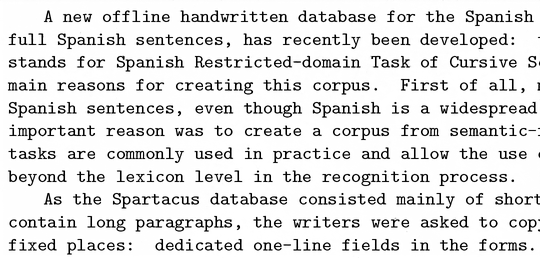 A new offline handwritten database for the Spanish
full Spanish sentences, has recently been developed:
stands for Spanish Restricted-domain Task of Cursive
main reasons for creating this corpus. First of all,
Spanish sentences, even though Spanish is a widespread
important reason was to create a corpus from
tasks are commonly used in practice and allow the use
beyond the lexicon level in the recognition process.
As the Spartacus database consisted mainly of short
contain long paragraphs, the writers were asked to
fixed places: dedicated one-line fields in the forms.